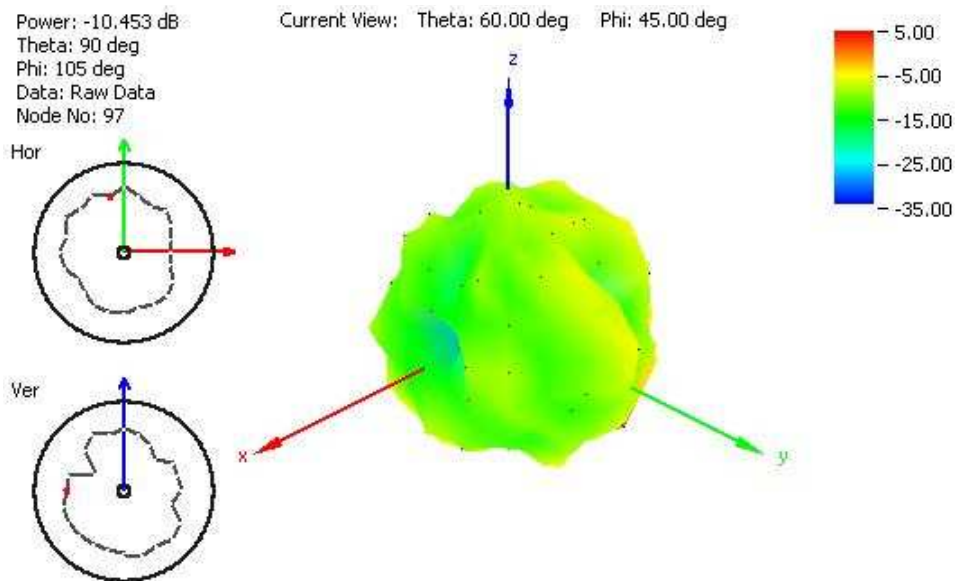 Power: -10.453 dB
Theta: 90 deg
Phi: 105 deg
Data: Raw Data
Node No: 97
Current View: Theta: 60.00 deg Phi: 45.00 deg
Hor
Ver
z
x
y
5.00
-5.00
-15.00
-25.00
-35.00